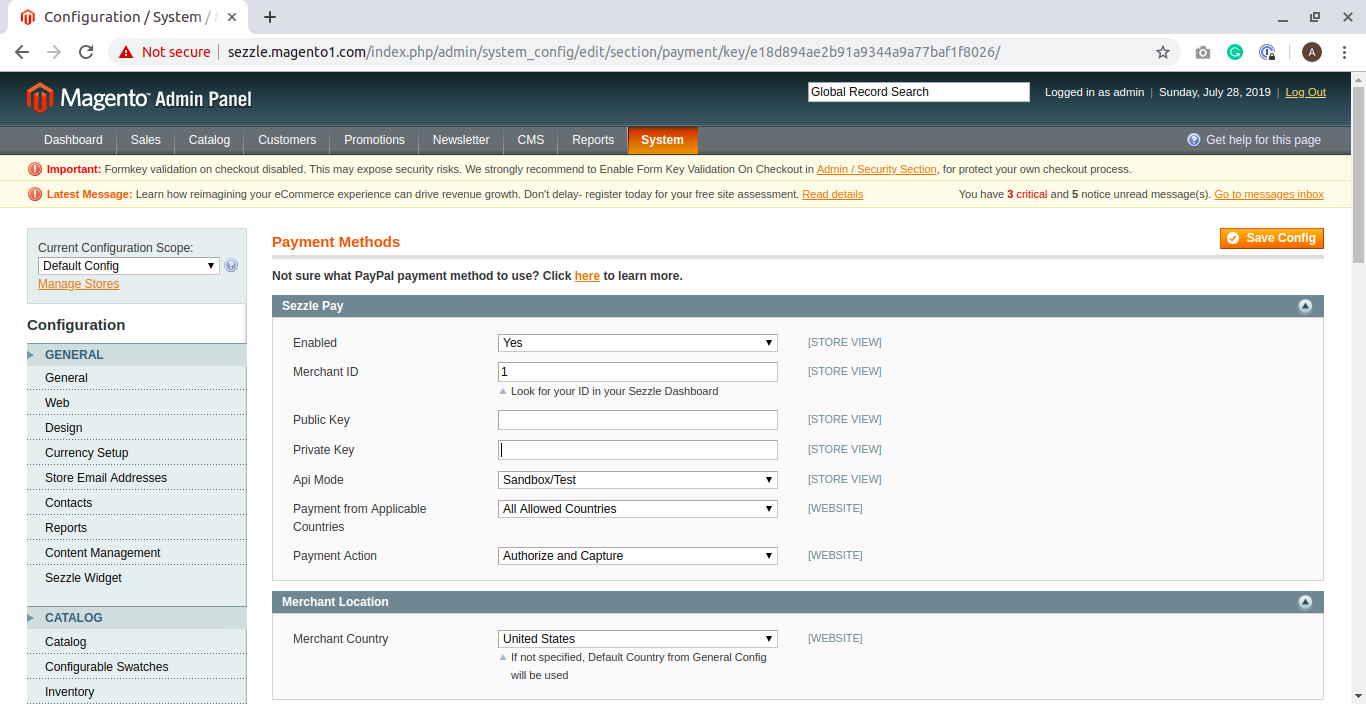 Configuration / System / M
Not secure sezzle.magento1.com/index.php/admin/system_config/edit/section/payment/key/e18d894ae2b91a9344a9a77baf1f8026/
A
Magento™ Admin Panel
Global Record Search
Logged in as admin | Sunday, July 28, 2019 | Log Out
Dashboard Sales Catalog Customers Promotions Newsletter CMS Reports System
Get help for this page
Important: Formkey validation on checkout disabled. This may expose security risks. We strongly recommend to Enable Form Key Validation On Checkout in Admin / Security Section, for protect your own checkout process.
Latest Message: Learn how reimagining your eCommerce experience can drive revenue growth. Don't delay- register today for your free site assessment. Read details
You have 3 critical and 5 notice unread message(s). Go to messages inbox
Current Configuration Scope:
Default Config
Manage Stores
Configuration
GENERAL
General
Web
Design
Currency Setup
Store Email Addresses
Contacts
Reports
Content Management
Sezzle Widget
CATALOG
Catalog
Configurable Swatches
Inventory
Payment Methods
Save Config
Not sure what PayPal payment method to use? Click here to learn more.
Sezzle Pay
Enabled Yes [STORE VIEW]
Merchant ID 1 [STORE VIEW]
Look for your ID in your Sezzle Dashboard
Public Key [STORE VIEW]
Private Key [STORE VIEW]
Api Mode Sandbox/Test [STORE VIEW]
Payment from Applicable All Allowed Countries [WEBSITE]
Countries
Payment Action Authorize and Capture [WEBSITE]
Merchant Location
Merchant Country United States [WEBSITE]
If not specified, Default Country from General Config
will be used